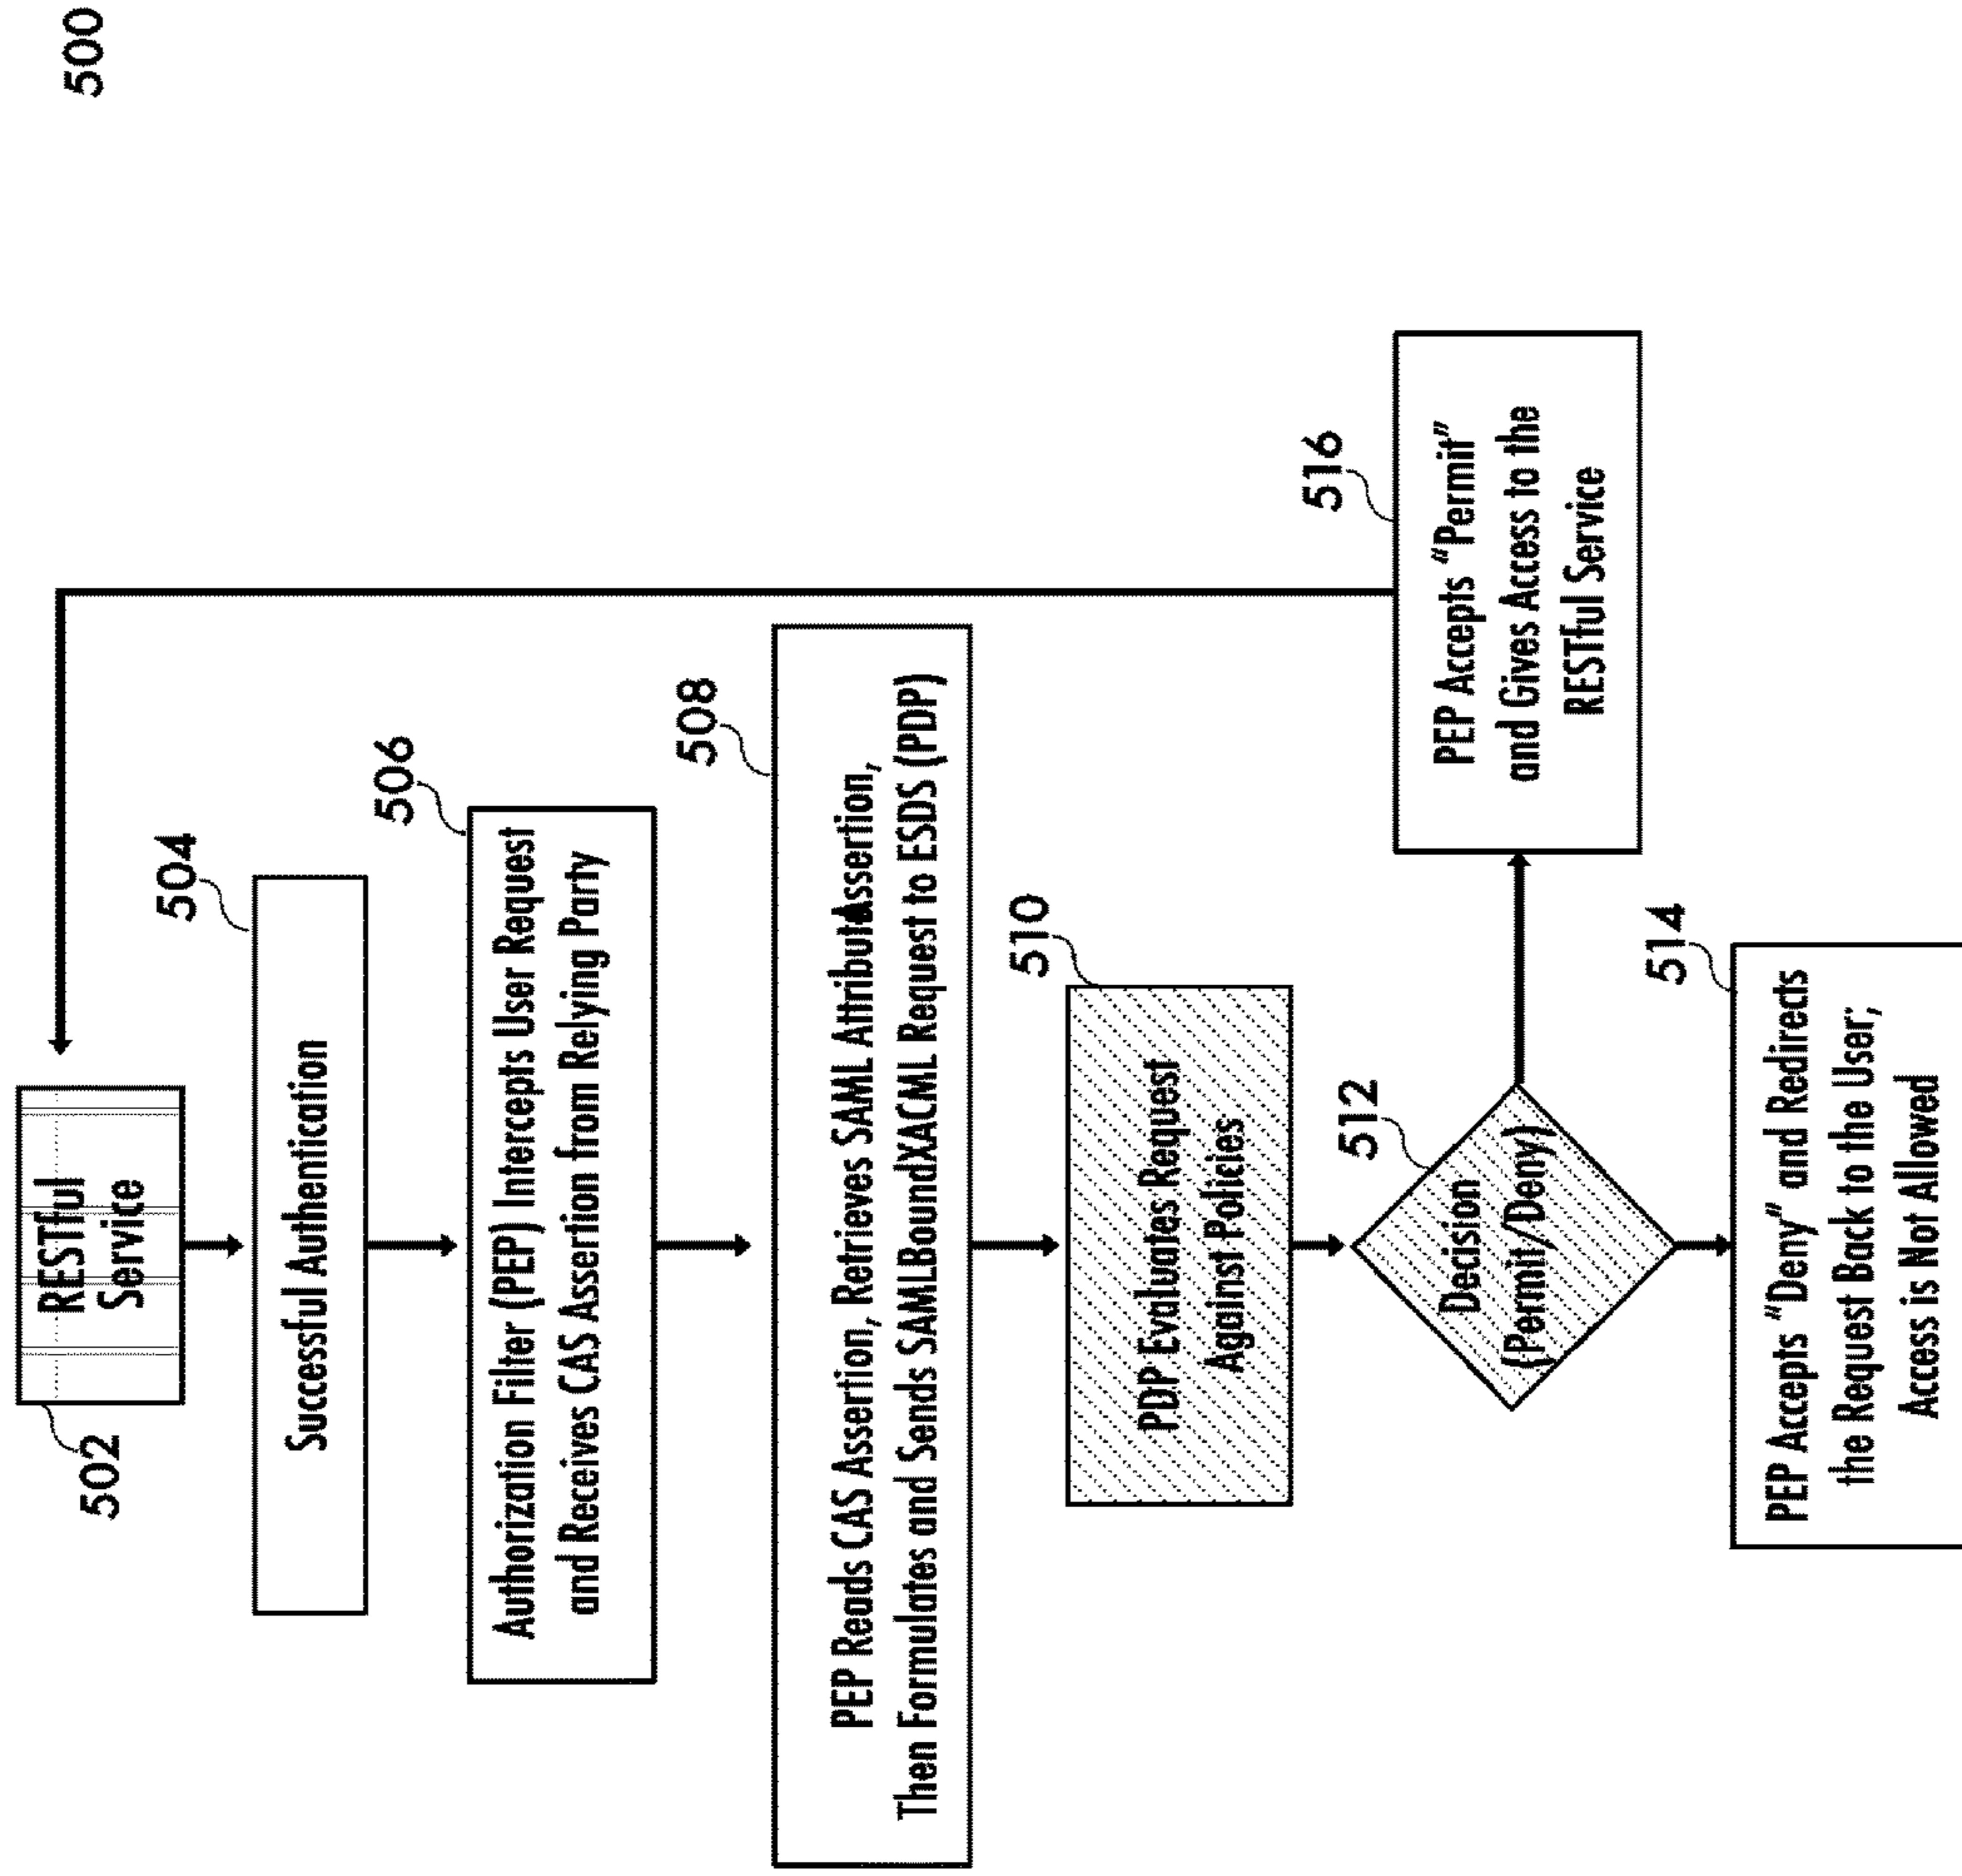 500
502
RESTful
Service
504
Successful Authentication
506
Authorization Filter (PEP) Intercepts User Request
and Receives CAS Assertion from Relying Party
508
PEP Reads CAS Assertion, Retrieves SAML AttributeAssertion,
Then Formulates and Sends SAMLBoundXACML Request to ESDS (PDP)
510
PDP Evaluates Request
Against Policies
512
Decision
(Permit/Deny)
516
PEP Accepts "Permit"
and Gives Access to the
RESTful Service
514
PEP Accepts "Deny" and Redirects
the Request Back to the User;
Access is Not Allowed